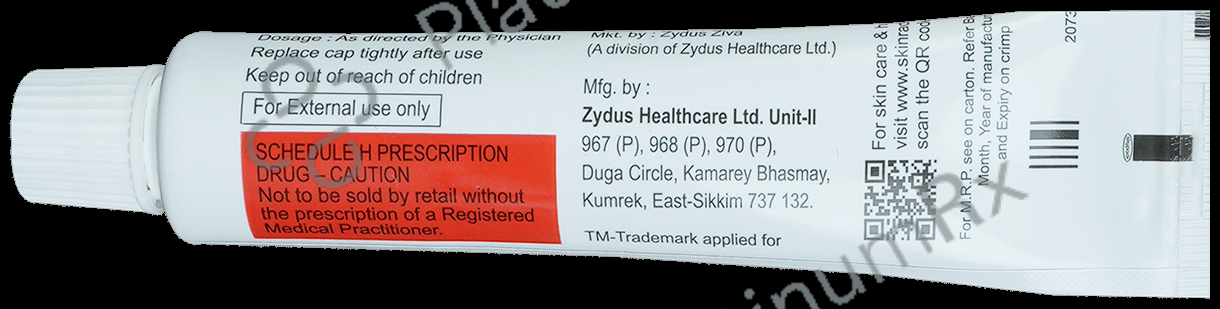 Dosage : As directed by the Physician
Replace cap tightly after use
Keep out of reach of children
For External use only
SCHEDULE H PRESCRIPTION
DRUG - CAUTION
Not to be sold by retail without
the prescription of a Registered
Medical Practitioner.
Mkt. by : Zydus Ziva
(A division of Zydus Healthcare Ltd.)
Mfg. by :
Zydus Healthcare Ltd. Unit-II
967 (P), 968 (P), 970 (P),
Duga Circle, Kamarey Bhasmay,
Kumrek, East-Sikkim 737 132.
TM-Trademark applied for
For skin care &
visit www.skinrac
scan the QR cod
For M.R.P. see on carton. Refer
Month, Year of manufactu
and Expiry on crimp
2073
PlatinumRx